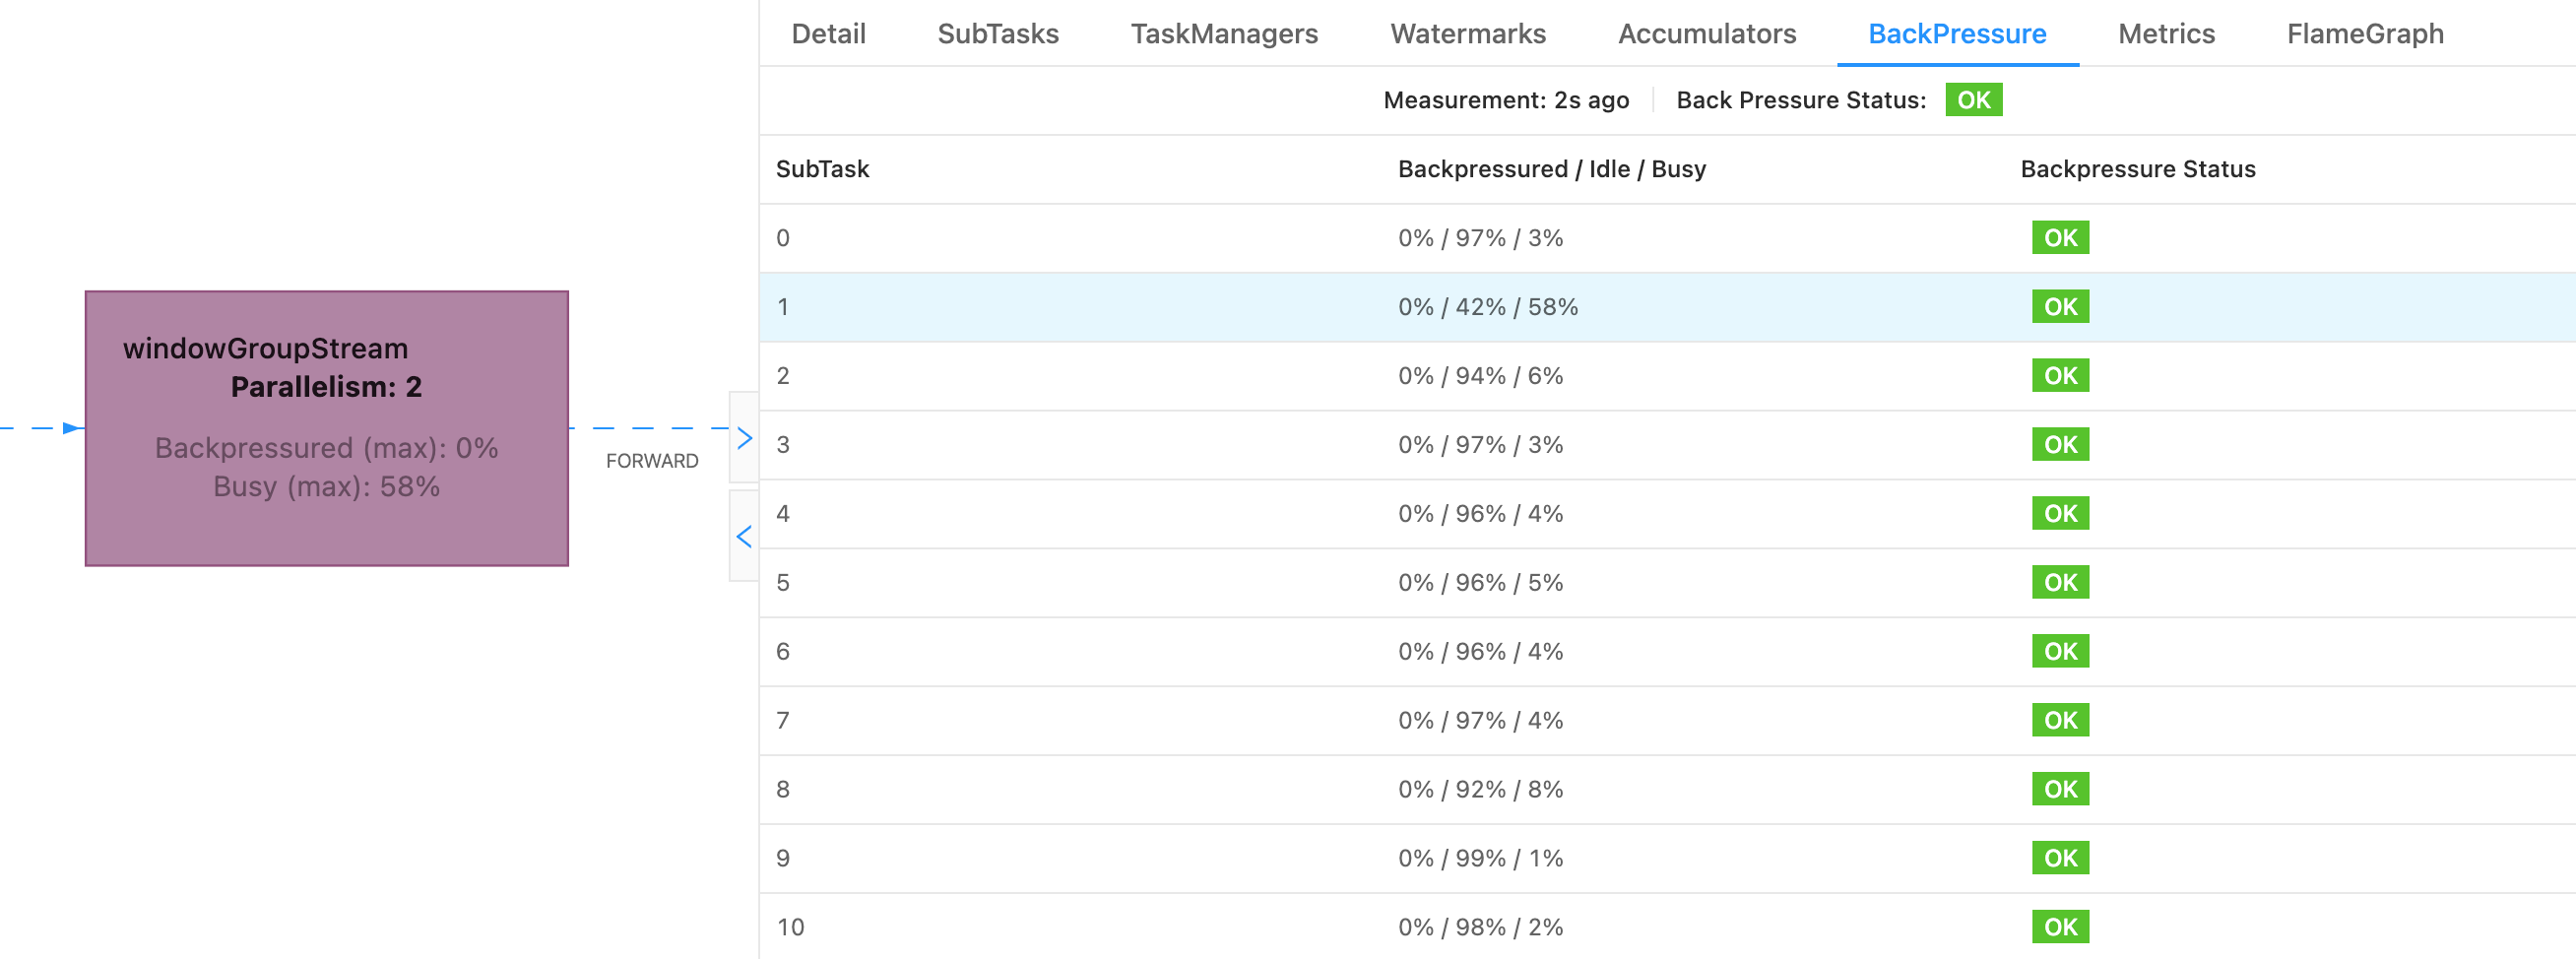 windowGroupStream
Parallelism: 2
Backpressured (max): 0%
Busy (max): 58%
FORWARD
Detail SubTasks TaskManagers Watermarks Accumulators BackPressure Metrics FlameGraph
Measurement: 2s ago Back Pressure Status: OK
SubTask Backpressured / Idle / Busy Backpressure Status
0 0% / 97% / 3% OK
1 0% / 42% / 58% OK
2 0% / 94% / 6% OK
3 0% / 97% / 3% OK
4 0% / 96% / 4% OK
5 0% / 96% / 5% OK
6 0% / 96% / 4% OK
7 0% / 97% / 4% OK
8 0% / 92% / 8% OK
9 0% / 99% / 1% OK
10 0% / 98% / 2% OK